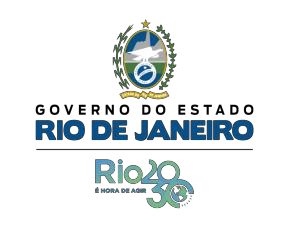 GOVERNO DO ESTADO
RIO DE JANEIRO
Rio2030
É HORA DE AGIR